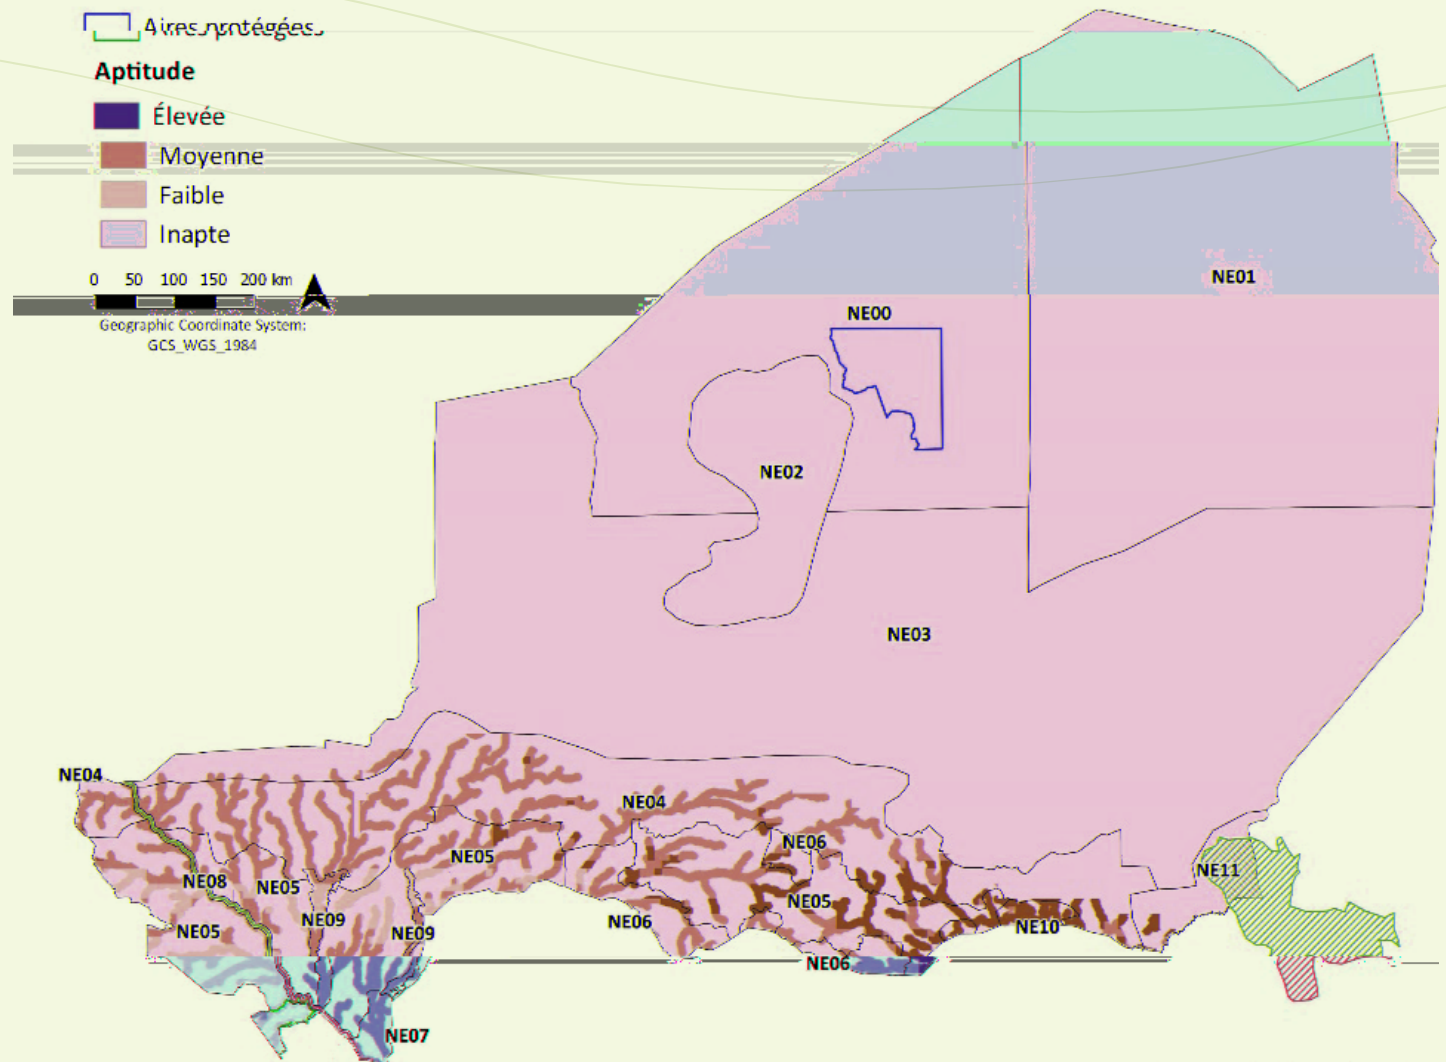 Aires protégées
Aptitude
Élevée
Moyenne
Faible
Inapte
0 50 100 150 200 km
Geographic Coordinate System:
GCS_WGS_1984
NE01
NE00
NE02
NE03
NE04
NE04
NE06
NE05
NE11
NE08
NE05
NE05
NE09
NE06
NE10
NE05
NE09
NE06
NE07